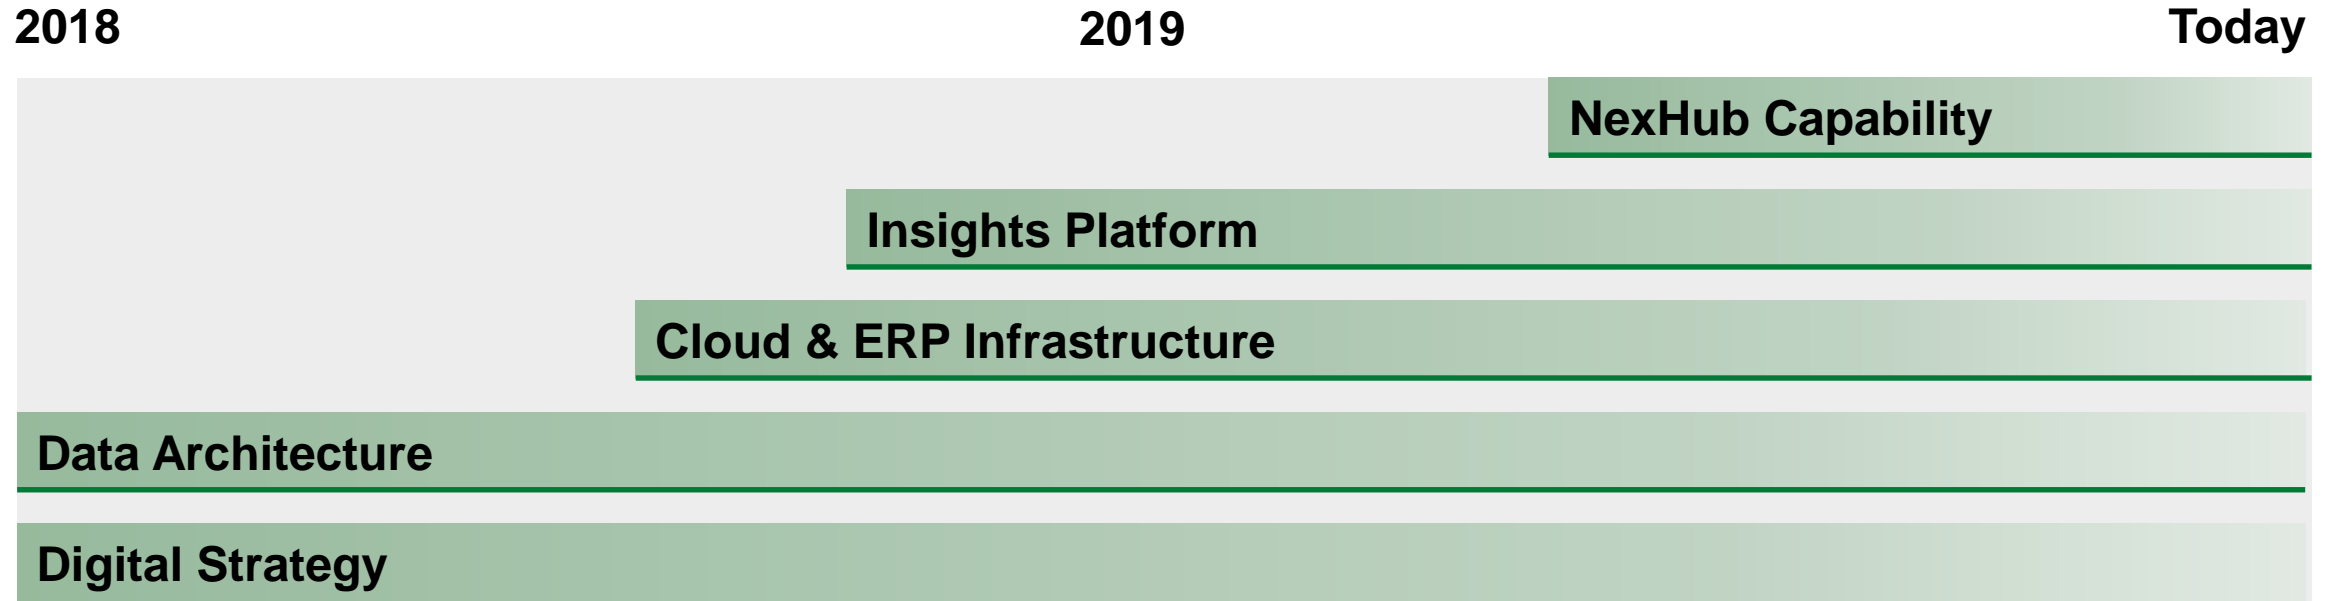 2018 2019 Today
NexHub Capability
Insights Platform
Cloud & ERP Infrastructure
Data Architecture
Digital Strategy